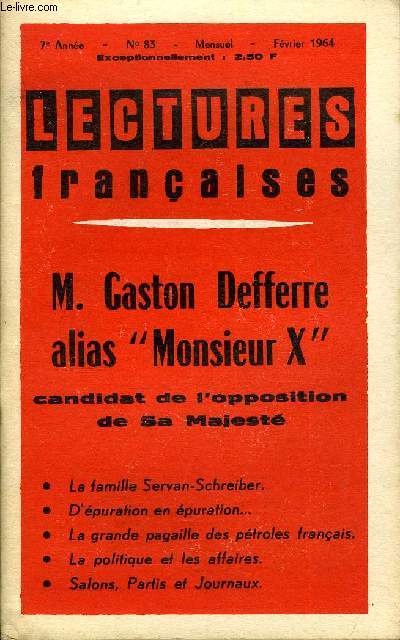 le-livre.com
7e Année - No 83 - Mensuel - Février 1964
Exceptionnellement : 2,50 F
LECTURES
françaises
M. Gaston Defferre
alias "Monsieur X"
candidat de l'opposition
de Sa Majesté
• La famille Servan-Schreiber.
• D'épuration en épuration...
• La grande pagaille des pétroles français.
• La politique et les affaires.
• Salons, Partis et Journaux.